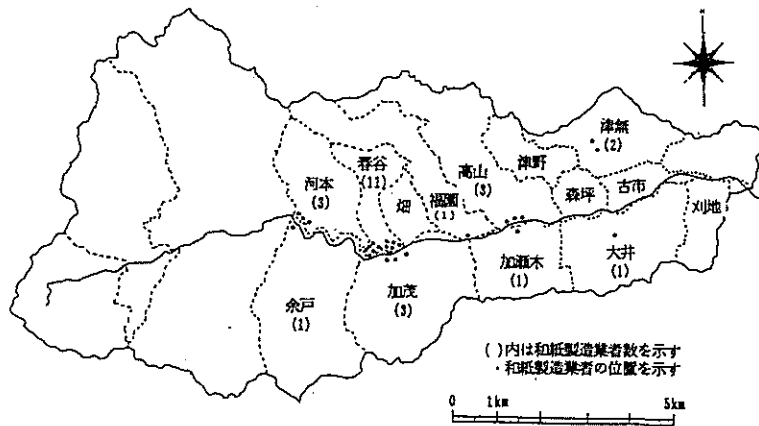 N
津無
(2)
津野
高山
(3)
春谷
(11)
河本
(3)
畑
福園
(1)
森坪
古市
刈地
大井
(1)
加瀬木
(1)
加茂
(3)
余戸
(1)
( )内は和紙製造業者数を示す
・和紙製造業者の位置を示す
0 1km 5km